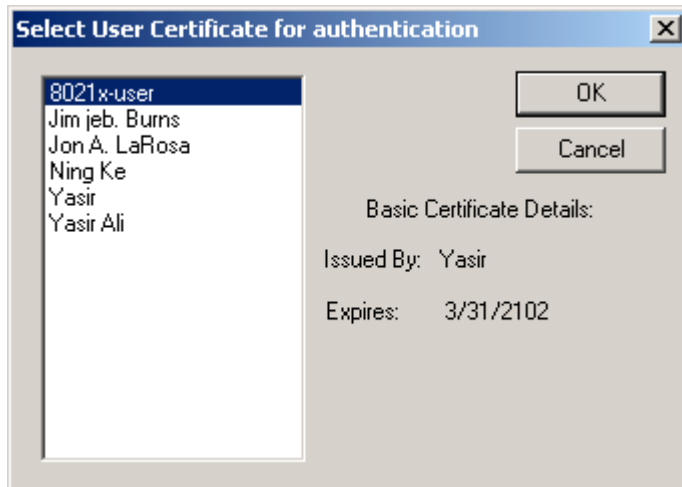 Select User Certificate for authentication
8021x-user
Jim jeb. Burns
Jon A. LaRosa
Ning Ke
Yasir
Yasir Ali
OK
Cancel
Basic Certificate Details:
Issued By: Yasir
Expires: 3/31/2102